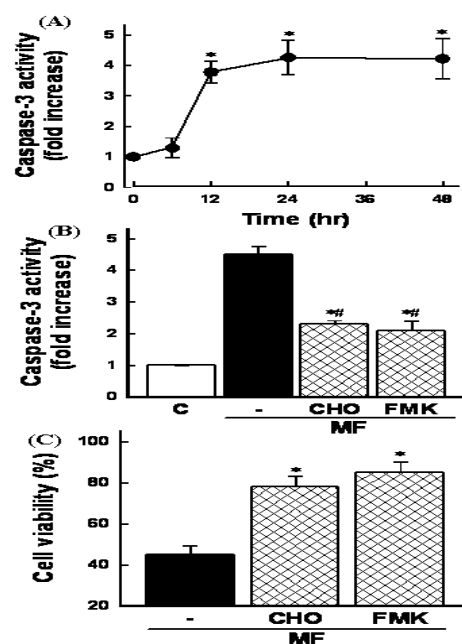 (A)
Caspase-3 activity
(fold increase)
5
4
3
2
1
0
* * *
0 12 24 36 48
Time (hr)
(B)
Caspase-3 activity
(fold increase)
5
4
3
2
1
0
*# *#
C - CHO FMK
MF
(C)
Cell viability (%)
100
80
60
40
20
* *
- CHO FMK
MF